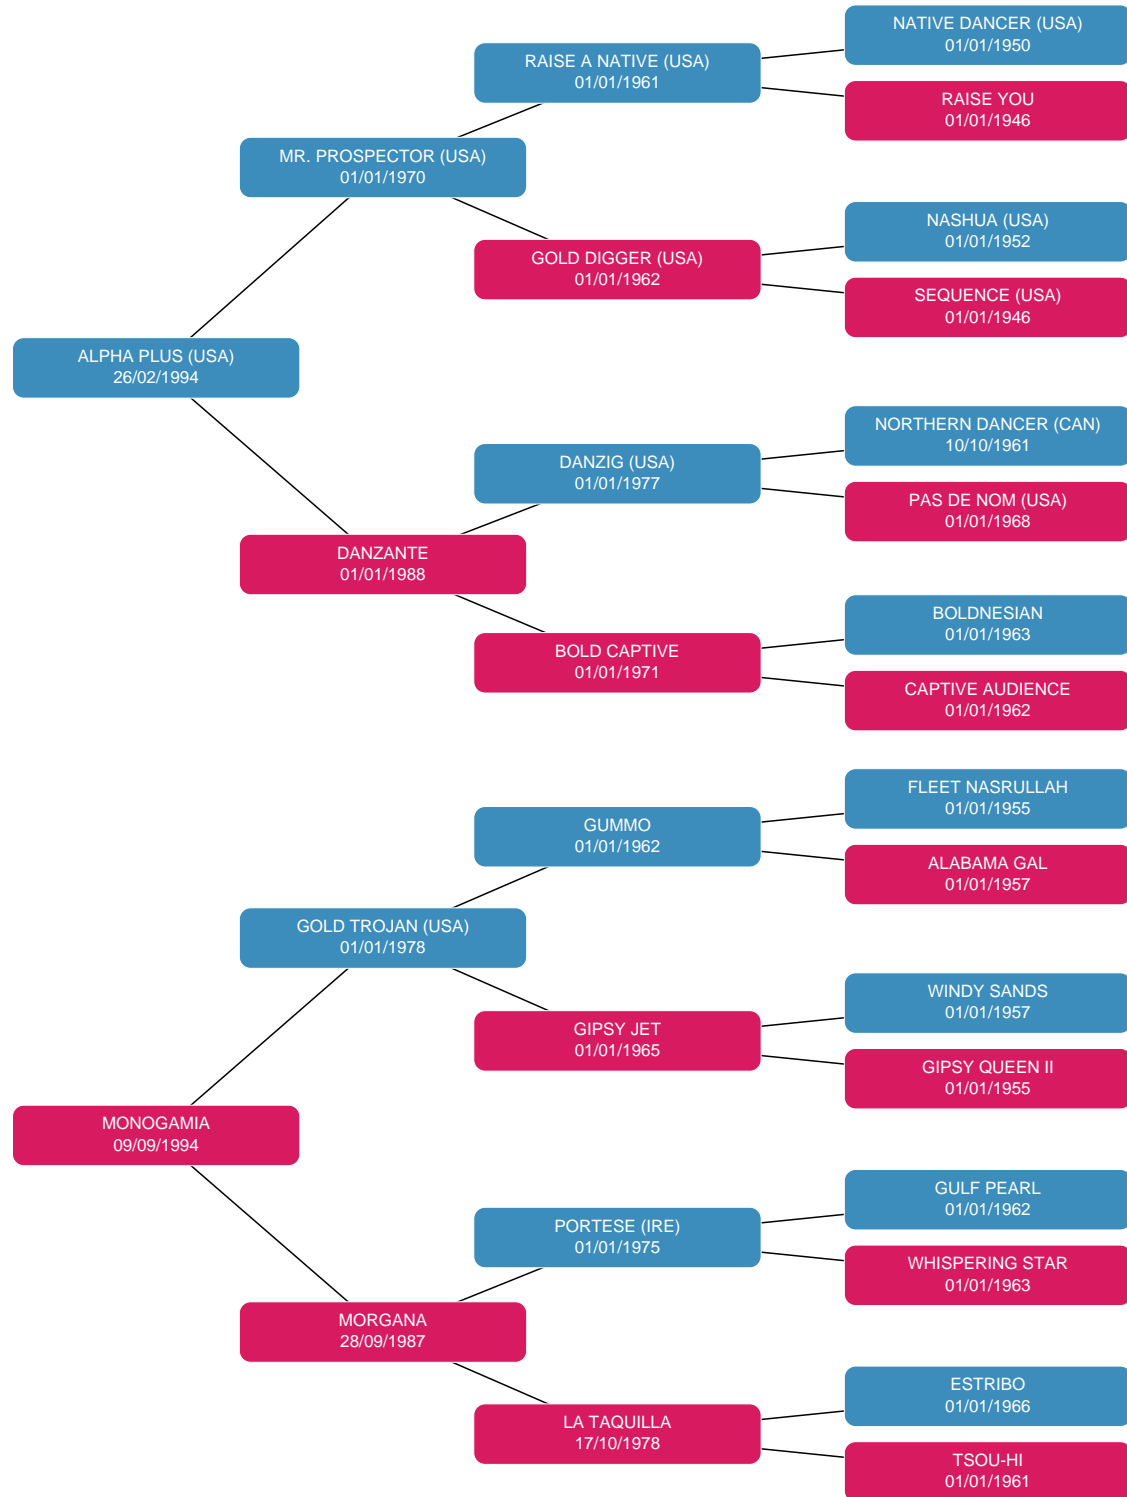 NATIVE DANCER (USA)
01/01/1950
RAISE A NATIVE (USA)
01/01/1961
RAISE YOU
01/01/1946
MR. PROSPECTOR (USA)
01/01/1970
NASHUA (USA)
01/01/1952
GOLD DIGGER (USA)
01/01/1962
SEQUENCE (USA)
01/01/1946
ALPHA PLUS (USA)
26/02/1994
NORTHERN DANCER (CAN)
10/10/1961
DANZIG (USA)
01/01/1977
PAS DE NOM (USA)
01/01/1968
DANZANTE
01/01/1988
BOLDNESIAN
01/01/1963
BOLD CAPTIVE
01/01/1971
CAPTIVE AUDIENCE
01/01/1962
FLEET NASRULLAH
01/01/1955
GUMMO
01/01/1962
ALABAMA GAL
01/01/1957
GOLD TROJAN (USA)
01/01/1978
WINDY SANDS
01/01/1957
GIPSY JET
01/01/1965
GIPSY QUEEN II
01/01/1955
MONOGAMIA
09/09/1994
GULF PEARL
01/01/1962
PORTESE (IRE)
01/01/1975
WHISPERING STAR
01/01/1963
MORGANA
28/09/1987
ESTRIBO
01/01/1966
LA TAQUILLA
17/10/1978
TSOU-HI
01/01/1961